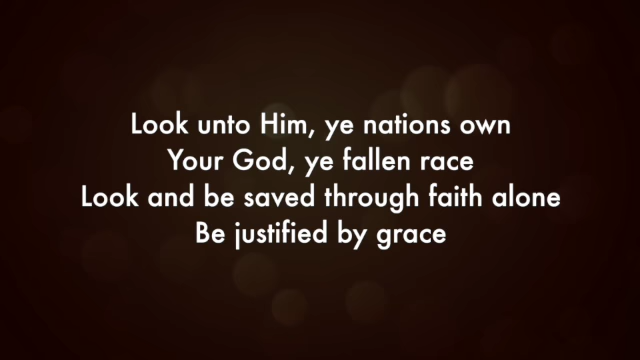 Look unto Him, ye nations own
Your God, ye fallen race
Look and be saved through faith alone
Be justified by grace